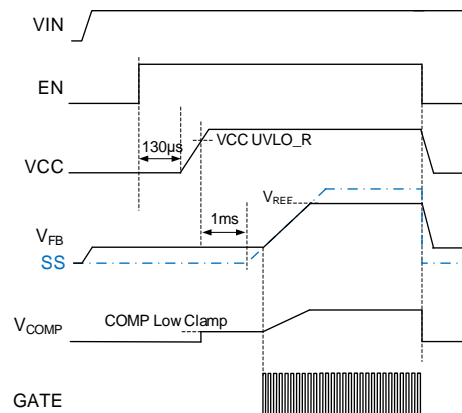 VIN
EN
130µs
VCC UVLO_R
VCC
1ms
VREF
VFB
SS
COMP Low Clamp
VCOMP
GATE